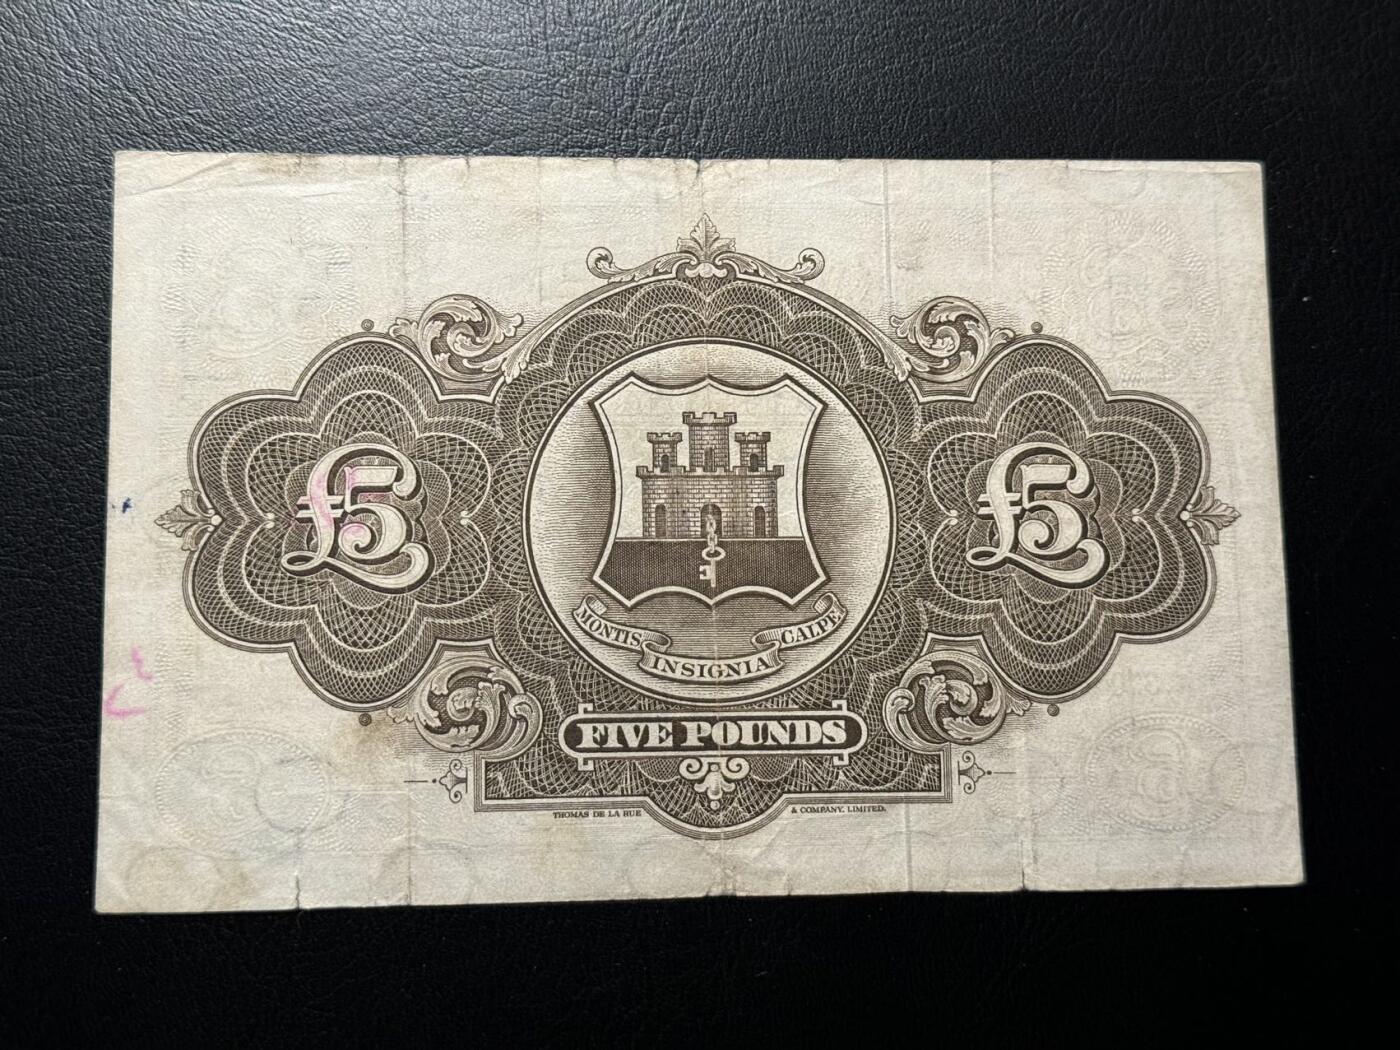 £5
£5
MONTIS INSIGNIA CALPE
FIVE POUNDS
THOMAS DE LA RUE & COMPANY, LIMITED.